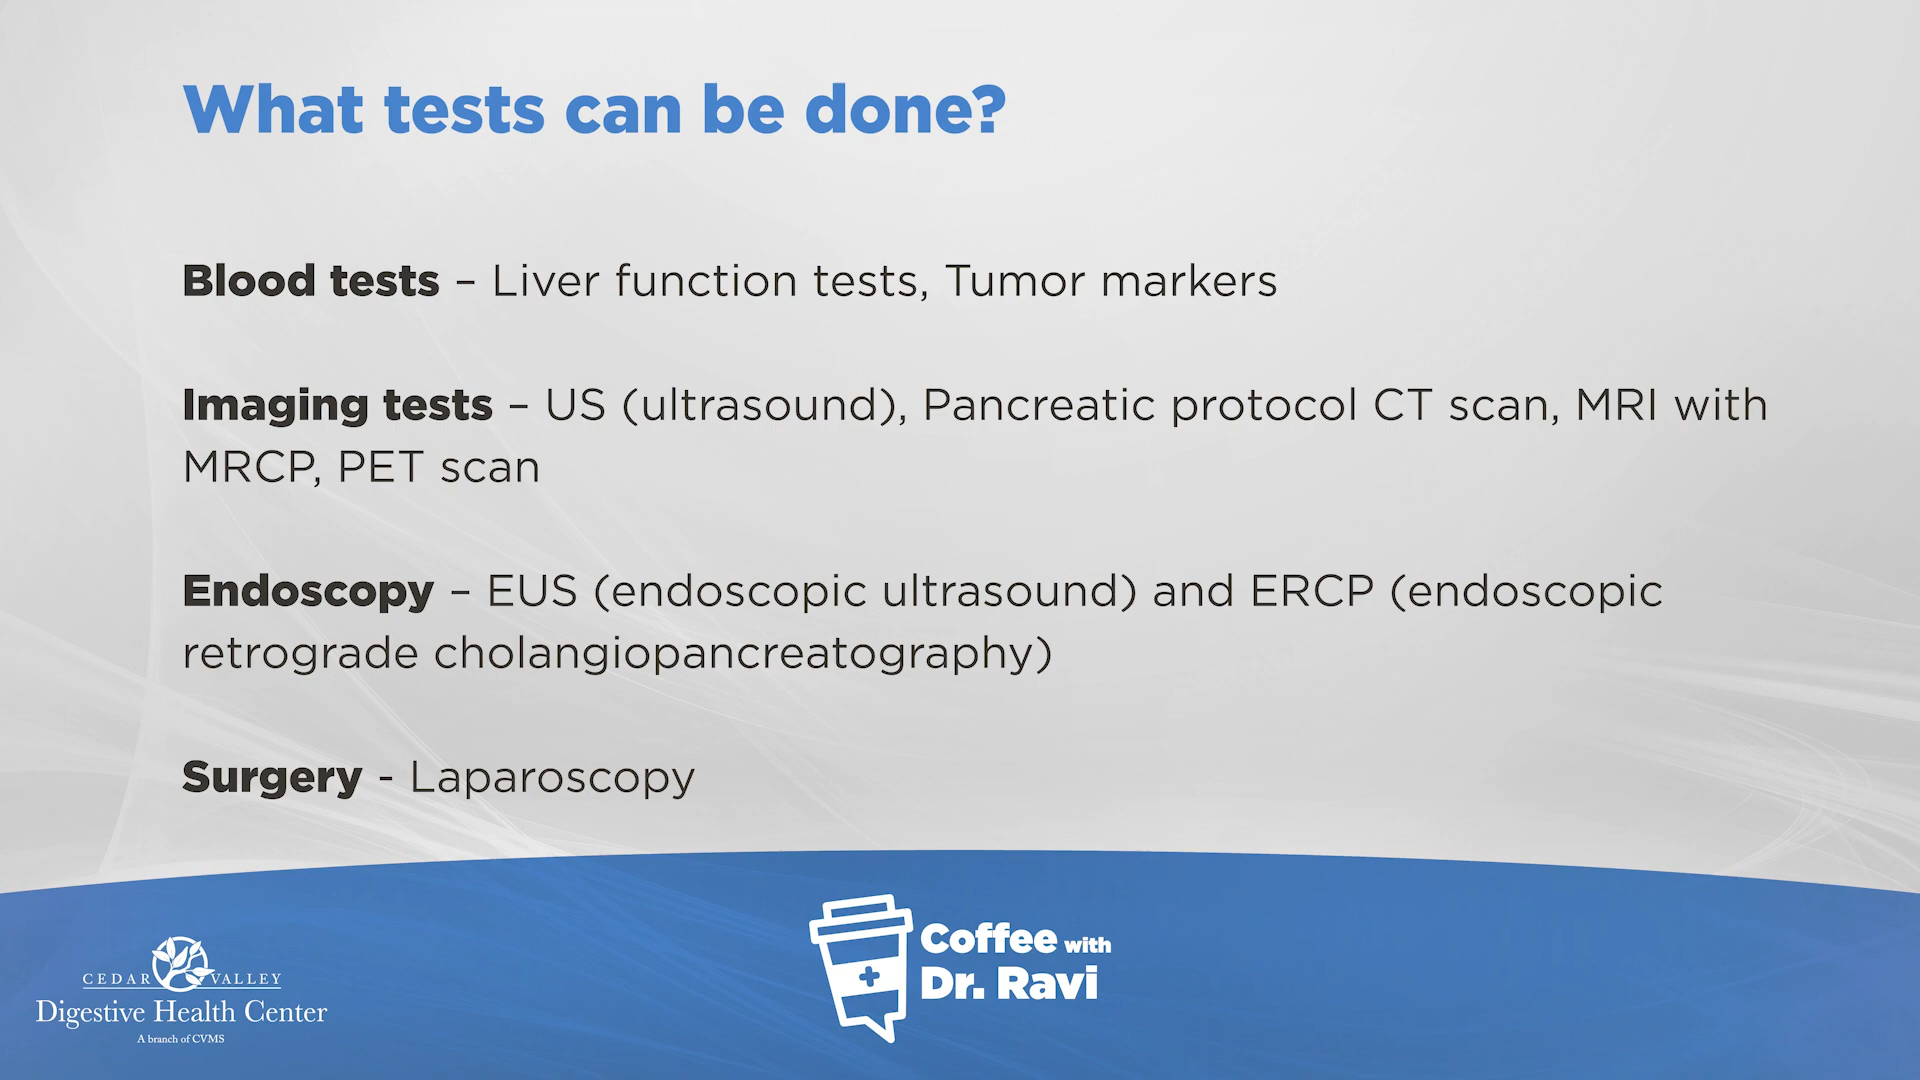 What tests can be done?
Blood tests – Liver function tests, Tumor markers
Imaging tests – US (ultrasound), Pancreatic protocol CT scan, MRI with
MRCP, PET scan
Endoscopy – EUS (endoscopic ultrasound) and ERCP (endoscopic
retrograde cholangiopancreatography)
Surgery - Laparoscopy
CEDAR VALLEY
Digestive Health Center
A branch of CVMS
Coffee with
Dr. Ravi